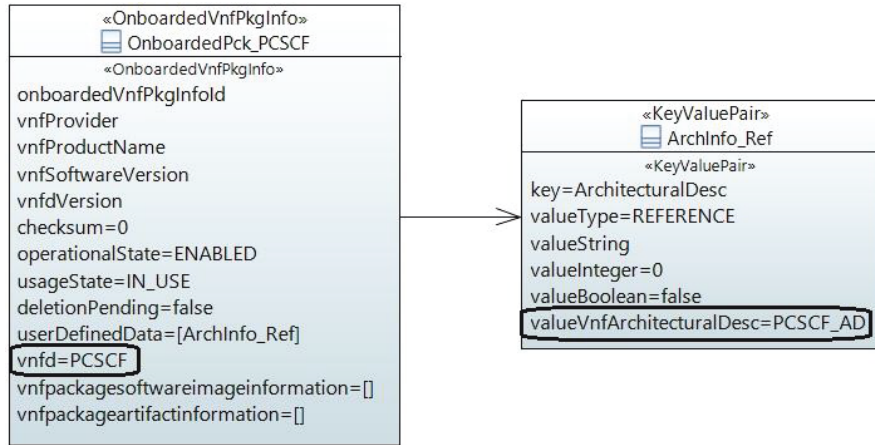 «OnboardedVnfPkgInfo»
OnboardedPck_PCSCF
«OnboardedVnfPkgInfo»
onboardedVnfPkgInfoId
vnfProvider
vnfProductName
vnfSoftwareVersion
vnfdVersion
checksum=0
operationalState=ENABLED
usageState=IN_USE
deletionPending=false
userDefinedData=[ArchInfo_Ref]
vnfd=PCSCF
vnfpackagesoftwareimageinformation=[]
vnfpackageartifactinformation=[]
«KeyValuePair»
ArchInfo_Ref
«KeyValuePair»
key=ArchitecturalDesc
valueType=REFERENCE
valueString
valueInteger=0
valueBoolean=false
valueVnfArchitecturalDesc=PCSCF_AD